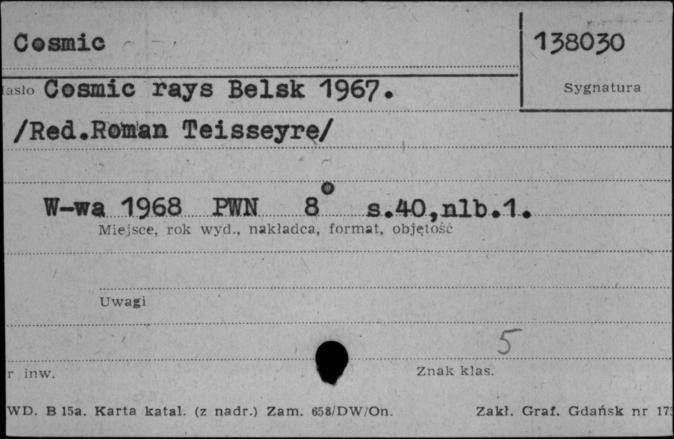 Cosmic
138030
Sygnatura
asło Cosmic rays Belsk 1967.
/Red.Roman Teisseyre/
W-wa 1968 PWN 8° s.40,nlb.1.
Miejsce, rok wyd., nakładca, format, objętość
Uwagi
5
r inw.
Znak klas.
WD. B 15a. Karta katal. (z nadr.) Zam. 658/DW/On.
Zakł. Graf. Gdańsk nr 173